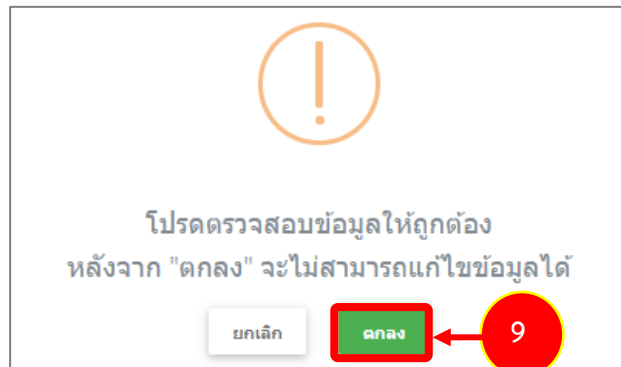 !
โปรดตรวจสอบข้อมูลให้ถูกต้อง
หลังจาก "ตกลง" จะไม่สามารถแก้ไขข้อมูลได้
ยกเลิก ตกลง 9